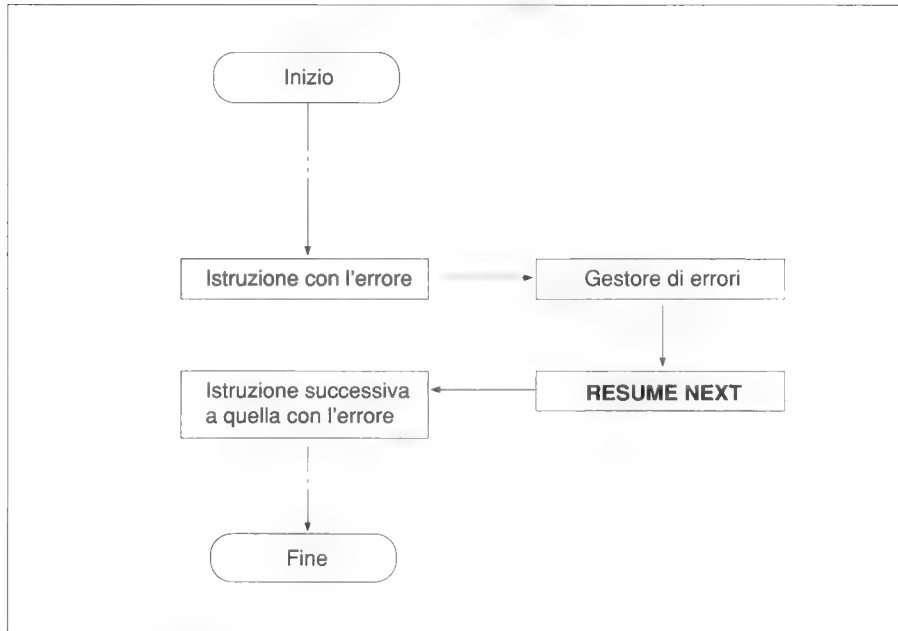 Inizio
Istruzione con l'errore
Gestore di errori
Istruzione successiva
a quella con l'errore
RESUME NEXT
Fine